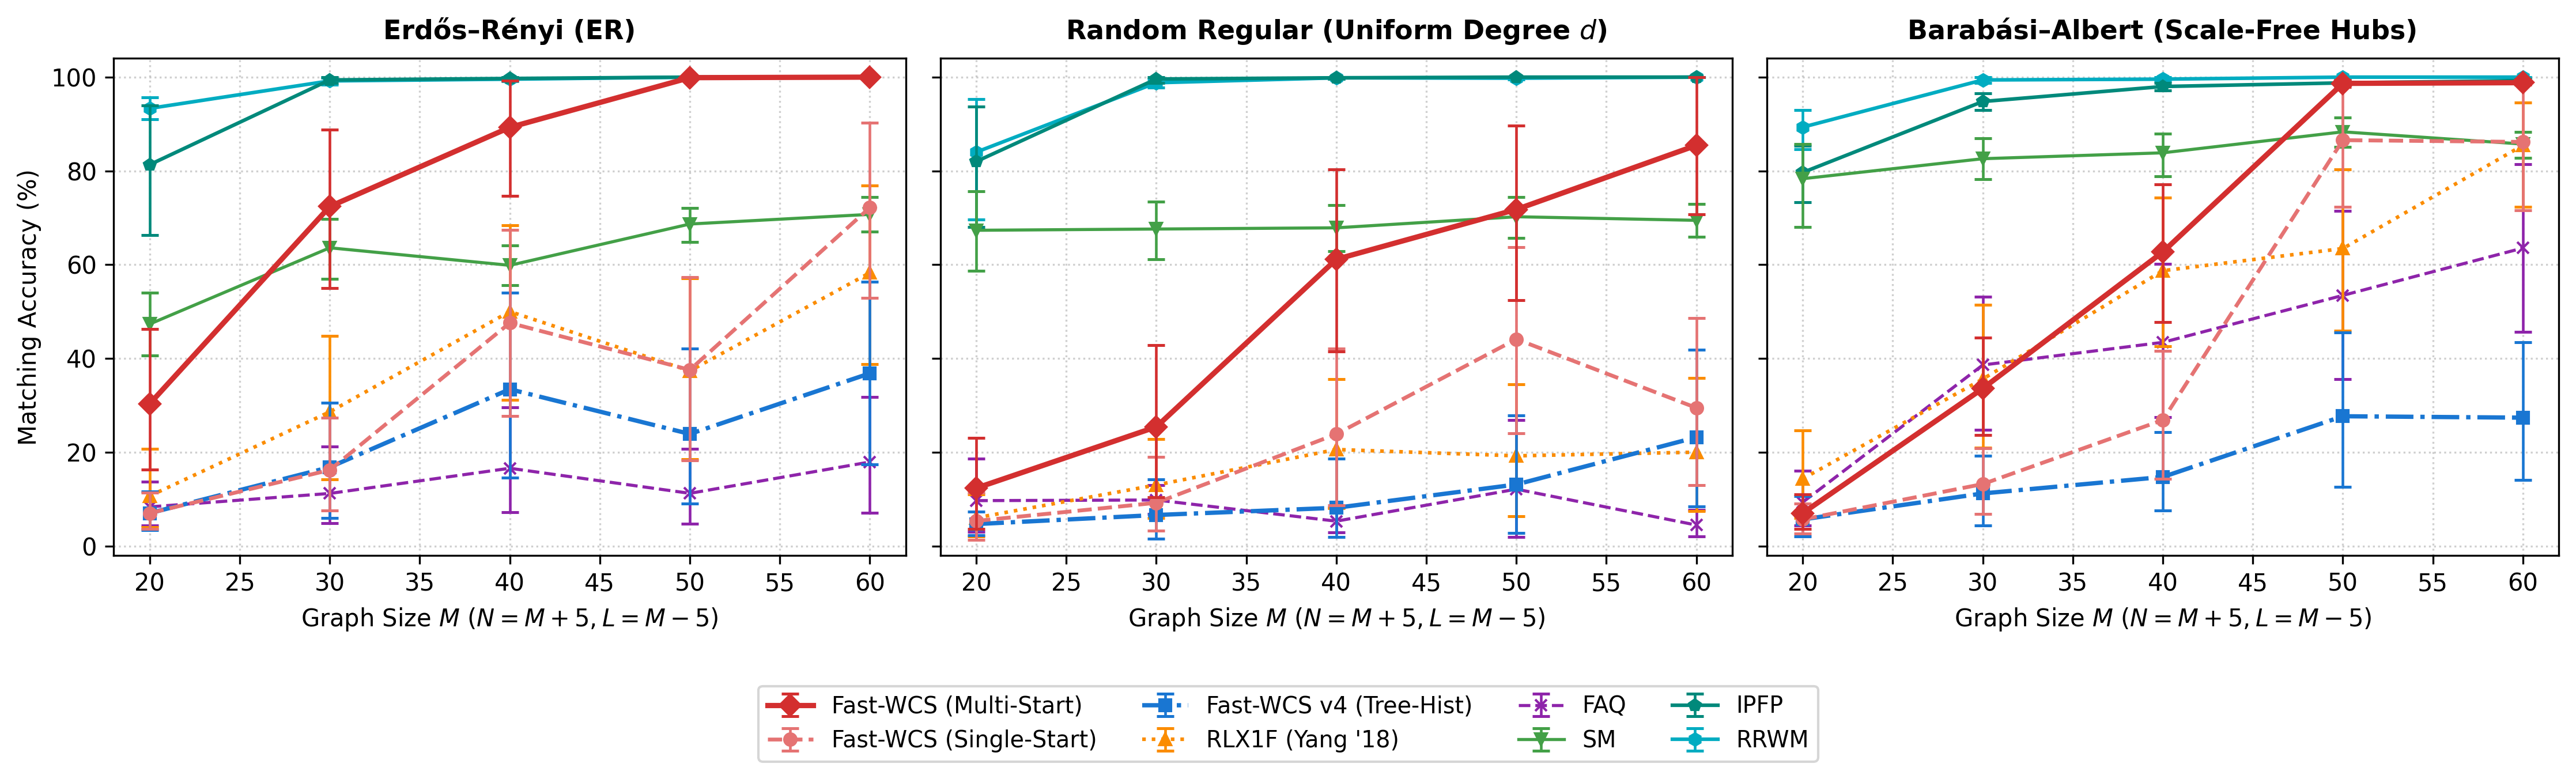 Erdős–Rényi (ER)
Random Regular (Uniform Degree d)
Barabási–Albert (Scale-Free Hubs)
Matching Accuracy (%)
100
80
60
40
20
0
20 25 30 35 40 45 50 55 60
20 25 30 35 40 45 50 55 60
20 25 30 35 40 45 50 55 60
Graph Size M (N = M + 5, L = M − 5)
Graph Size M (N = M + 5, L = M − 5)
Graph Size M (N = M + 5, L = M − 5)
Fast-WCS (Multi-Start)
Fast-WCS (Single-Start)
Fast-WCS v4 (Tree-Hist)
RLX1F (Yang '18)
FAQ
SM
IPFP
RRWM